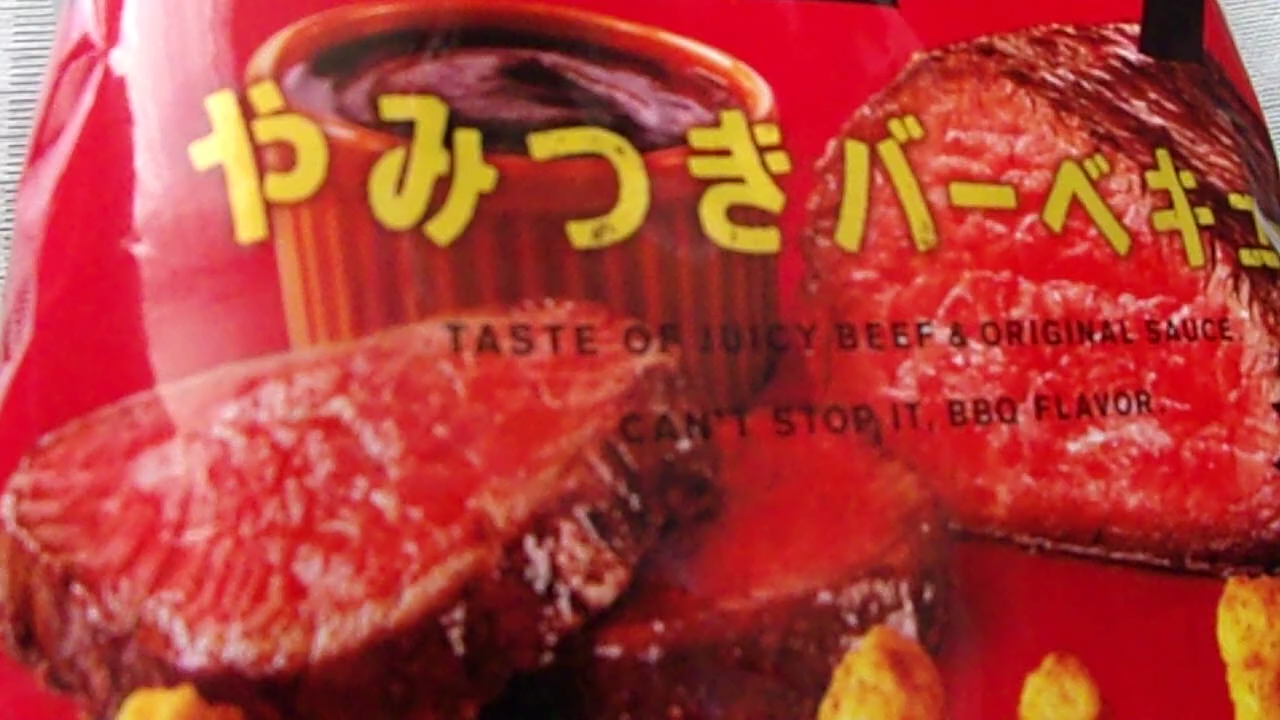 やみつきバーベキュ
TASTE OF JUICY BEEF & ORIGINAL SAUCE.
CAN'T STOP IT, BBQ FLAVOR.